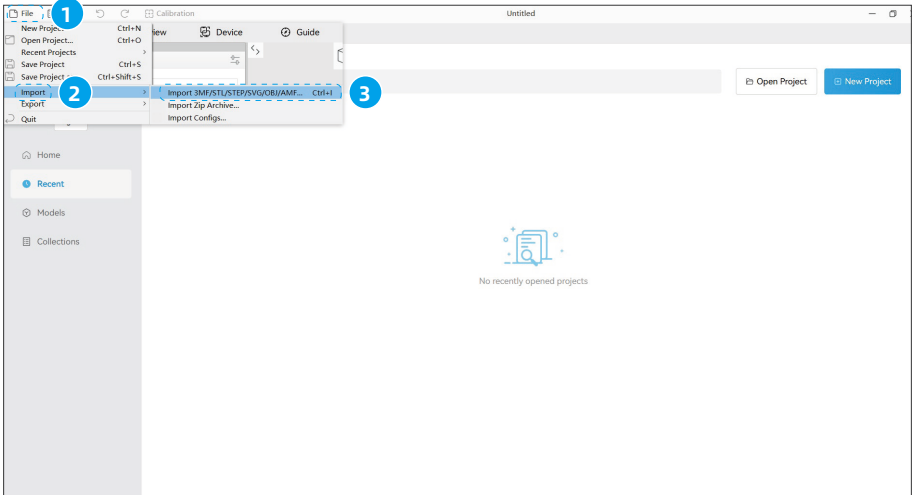 File 1 Calibration Untitled
New Project Ctrl+N
Open Project... Ctrl+O
Recent Projects
Save Project Ctrl+S
Save Project Ctrl+Shift+S
Import 2
Export
Quit
Device Guide
Import 3MF/STL/STEP/SVG/OBJ/AMF... Ctrl+I 3
Import Zip Archive...
Import Configs...
Open Project New Project
Home
Recent
Models
Collections
No recently opened projects